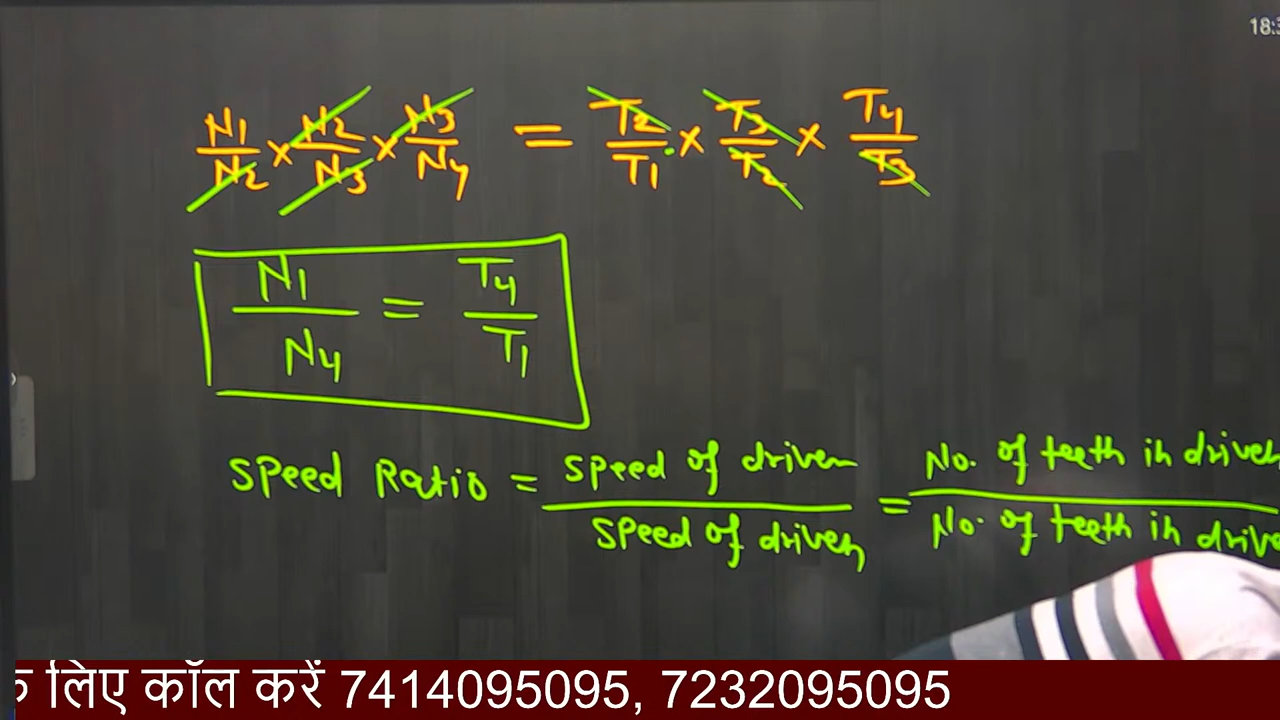 18:3
N1/N2 × N2/N3 × N3/N4 = T2/T1 × T3/T2 × T4/T3
N1/N4 = T4/T1
Speed Ratio = Speed of driver / Speed of driven = No. of teeth in driven / No. of teeth in drive
के लिए कॉल करें 7414095095, 7232095095